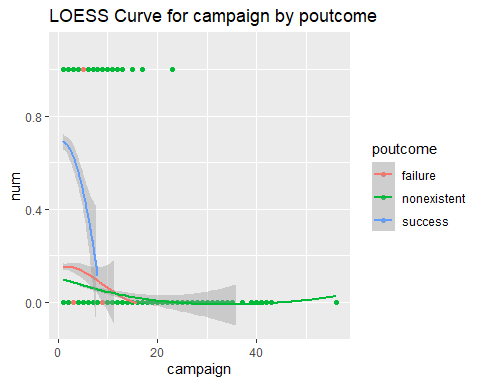 LOESS Curve for campaign by poutcome
num
0.8
0.4
0.0
0
20
40
campaign
poutcome
failure
nonexistent
success